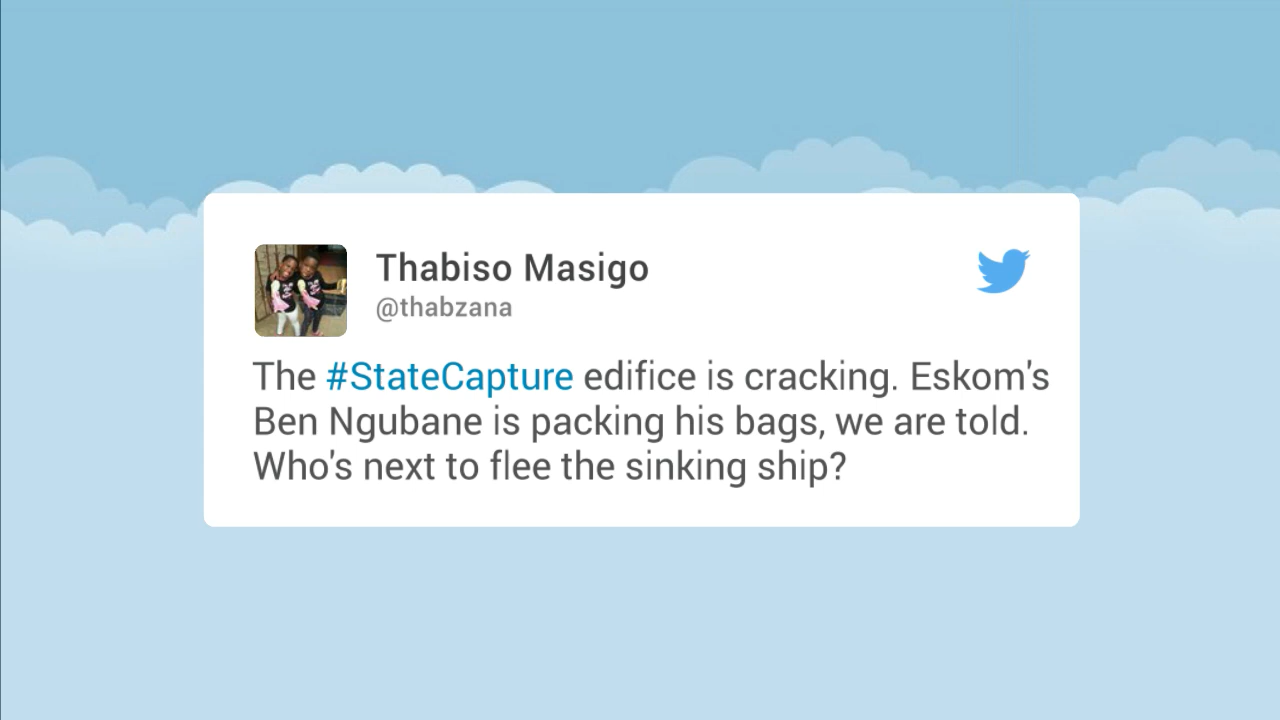 Thabiso Masigo
@thabzana
The #StateCapture edifice is cracking. Eskom's
Ben Ngubane is packing his bags, we are told.
Who's next to flee the sinking ship?